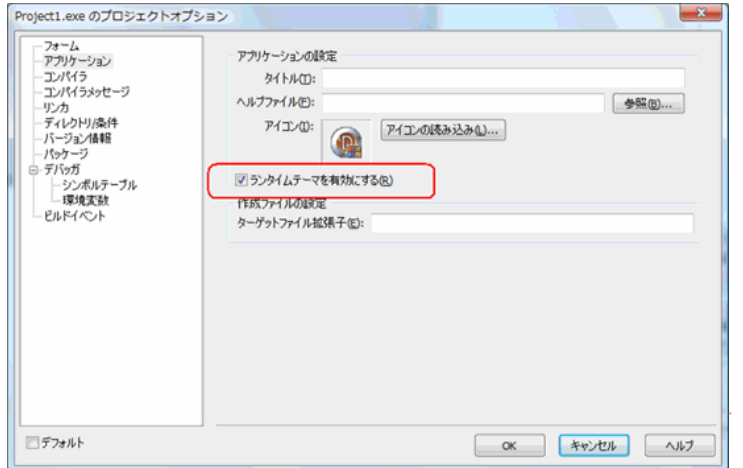 Project1.exe のプロジェクトオプション
フォーム
アプリケーション
コンパイラ
コンパイラメッセージ
リンカ
ディレクトリ/条件
バージョン情報
パッケージ
デバッガ
シンボルテーブル
環境変数
ビルドイベント
アプリケーションの設定
タイトル(T):
ヘルプファイル(F):
参照(B)...
アイコン(I):
アイコンの読み込み(L)...
ランタイムテーマを有効にする(R)
作成ファイルの設定
ターゲットファイル拡張子(E):
デフォルト
OK
キャンセル
ヘルプ